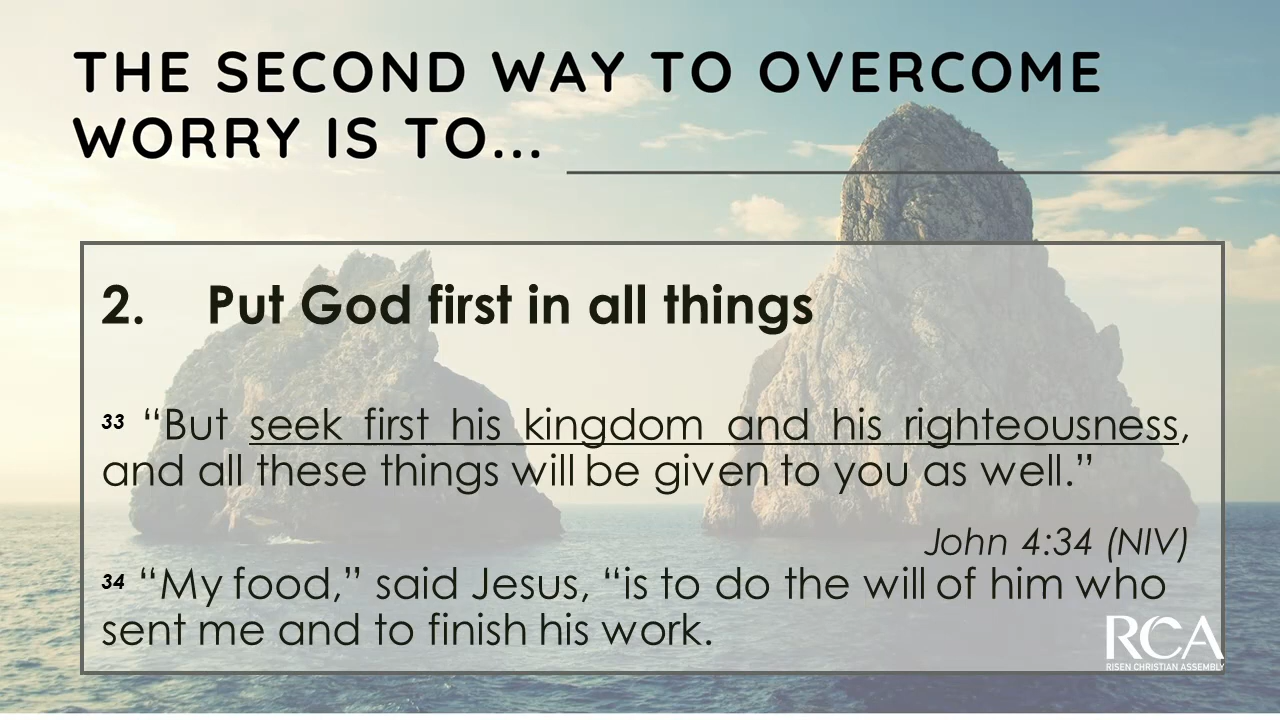 THE SECOND WAY TO OVERCOME
WORRY IS TO...
2. Put God first in all things
33 “But seek first his kingdom and his righteousness,
and all these things will be given to you as well.”
John 4:34 (NIV)
34 “My food,” said Jesus, “is to do the will of him who
sent me and to finish his work.
RCA
RISEN CHRISTIAN ASSEMBLY